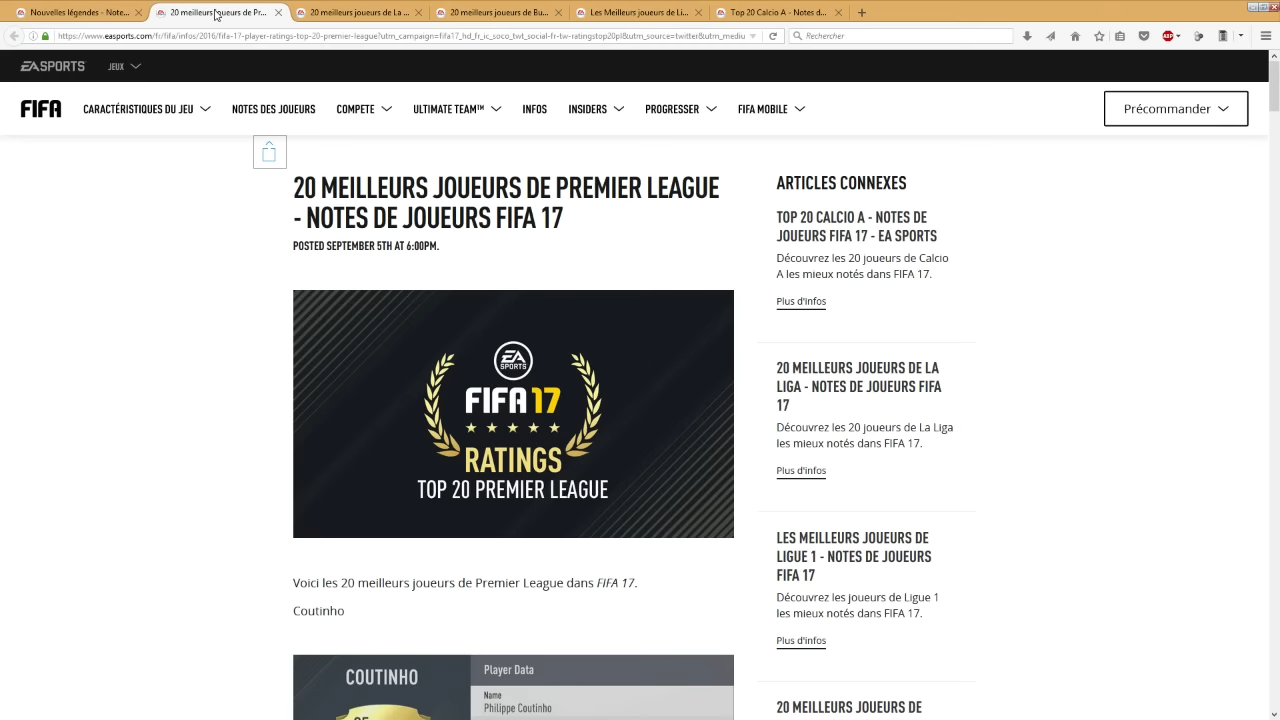 Nouveaux joueurs légendes - N...
20 meilleurs joueurs de Pr...
20 meilleurs joueurs de La ...
20 meilleurs joueurs de Bu...
Les Meilleurs joueurs de Li...
Top 20 Calcio A - Notes d...
https://www.easports.com/fr/fifa/infos/2016/fifa-17-player-ratings-top-20-premier-league?utm_campaign=fifa17_hd_fr_ic_soco_twt_social-fr-tw-ratingstop20pl&utm_source=twitter&utm_mediu
Rechercher
EA SPORTS
JEUX
FIFA
CARACTÉRISTIQUES DU JEU
NOTES DES JOUEURS
COMPETE
ULTIMATE TEAM™
INFOS
INSIDERS
PROGRESSER
FIFA MOBILE
Précommander
20 MEILLEURS JOUEURS DE PREMIER LEAGUE
- NOTES DE JOUEURS FIFA 17
POSTED SEPTEMBER 5TH AT 6:00PM.
EA
SPORTS
FIFA 17
RATINGS
TOP 20 PREMIER LEAGUE
Voici les 20 meilleurs joueurs de Premier League dans FIFA 17.
Coutinho
COUTINHO
Player Data
Name
Philippe Coutinho
ARTICLES CONNEXES
TOP 20 CALCIO A - NOTES DE
JOUEURS FIFA 17 - EA SPORTS
Découvrez les 20 joueurs de Calcio
A les mieux notés dans FIFA 17.
Plus d'infos
20 MEILLEURS JOUEURS DE LA
LIGA - NOTES DE JOUEURS FIFA
17
Découvrez les 20 joueurs de La Liga
les mieux notés dans FIFA 17.
Plus d'infos
LES MEILLEURS JOUEURS DE
LIGUE 1 - NOTES DE JOUEURS
FIFA 17
Découvrez les joueurs de Ligue 1
les mieux notés dans FIFA 17.
Plus d'infos
20 MEILLEURS JOUEURS DE